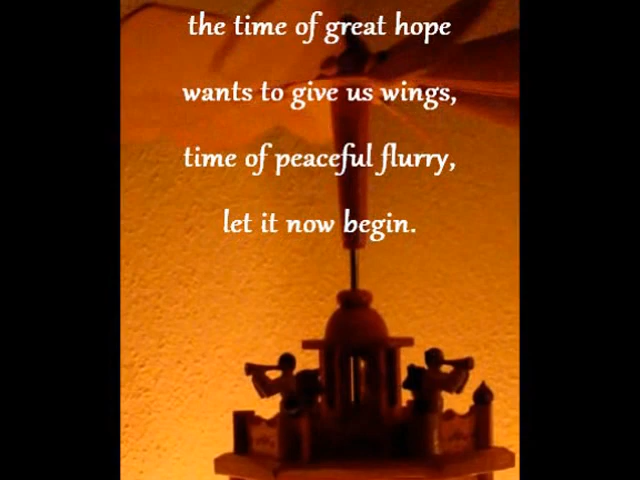 the time of great hope
wants to give us wings,
time of peaceful flurry,
let it now begin.